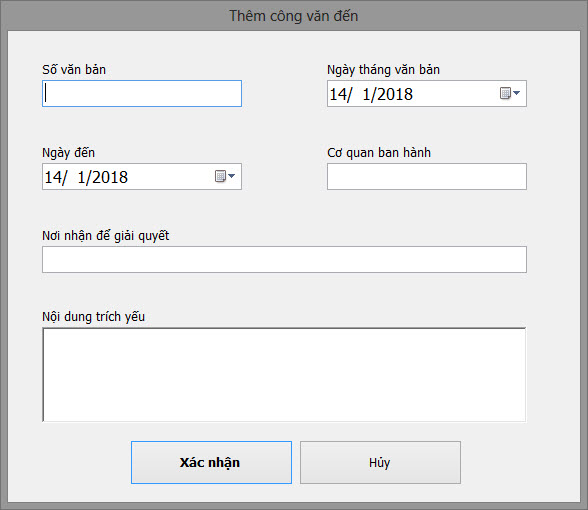 Thêm công văn đến
Số văn bản
Ngày tháng văn bản
14/ 1/2018
Ngày đến
Cơ quan ban hành
14/ 1/2018
Nơi nhận để giải quyết
Nội dung trích yếu
Xác nhận
Hủy